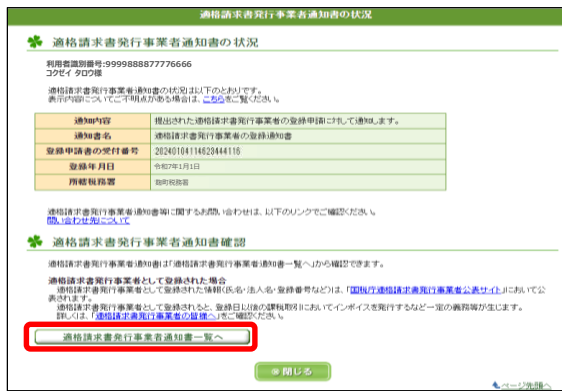 適格請求書発行事業者通知書の状況
適格請求書発行事業者通知書の状況
利用者識別番号:9999888877776666
コクゼイ タロウ様
適格請求書発行事業者通知書の状況は以下のとおりです。
表示内容についてご不明点がある場合は、こちらをご覧ください。
通知内容 提出された適格請求書発行事業者の登録申請に対して通知します。
通知書名 適格請求書発行事業者の登録通知書
登録申請書の受付番号 20240104114623444116
登録年月日 令和7年1月1日
所轄税務署 麹町税務署
適格請求書発行事業者通知書等に関するお問い合わせは、以下のリンクでご確認ください。
問い合わせ先について
適格請求書発行事業者通知書確認
適格請求書発行事業者通知書は「適格請求書発行事業者通知書一覧へ」から確認できます。
適格請求書発行事業者として登録された場合
適格請求書発行事業者として登録された情報(氏名・法人名・登録番号など)は、「国税庁適格請求書発行事業者公表サイト」において公
表されます。
適格請求書発行事業者として登録されると、登録日以後の課税取引においてインボイスを発行するなど一定の義務等が生じます。
詳しくは、「適格請求書発行事業者の皆様へ」をご確認ください。
適格請求書発行事業者通知書一覧へ
閉じる
ページ先頭へ